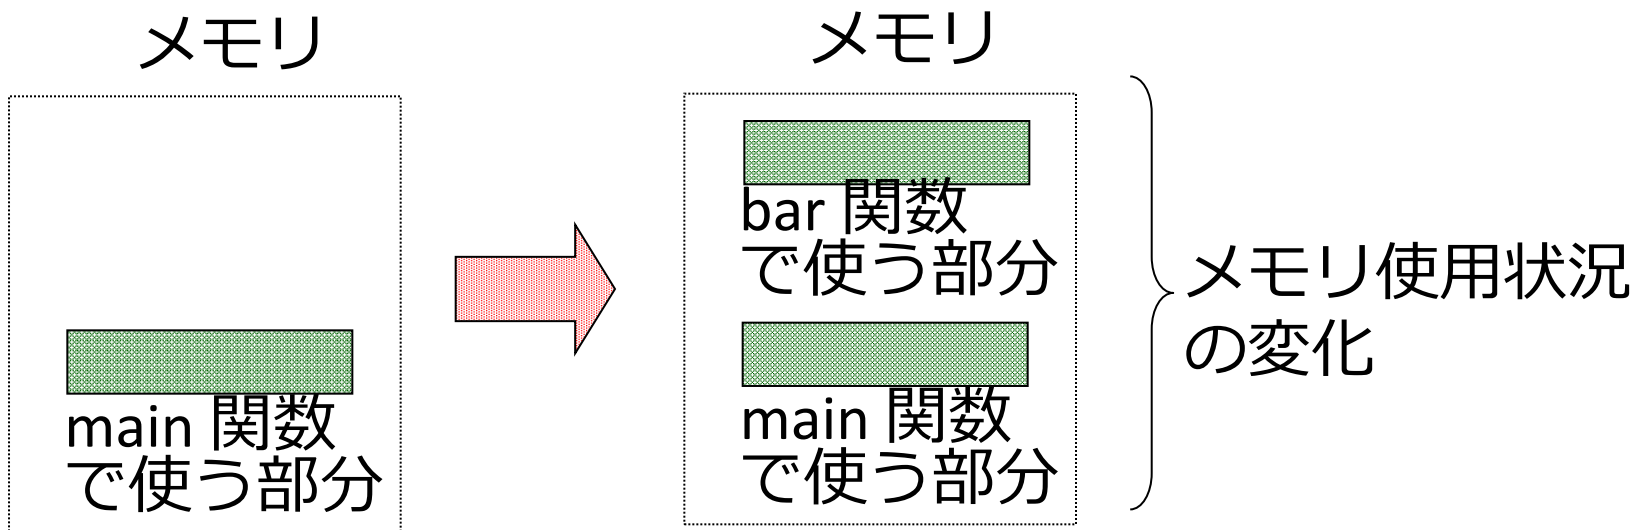 メモリ
main 関数
で使う部分
メモリ
bar 関数
で使う部分
main 関数
で使う部分
メモリ使用状況
の変化